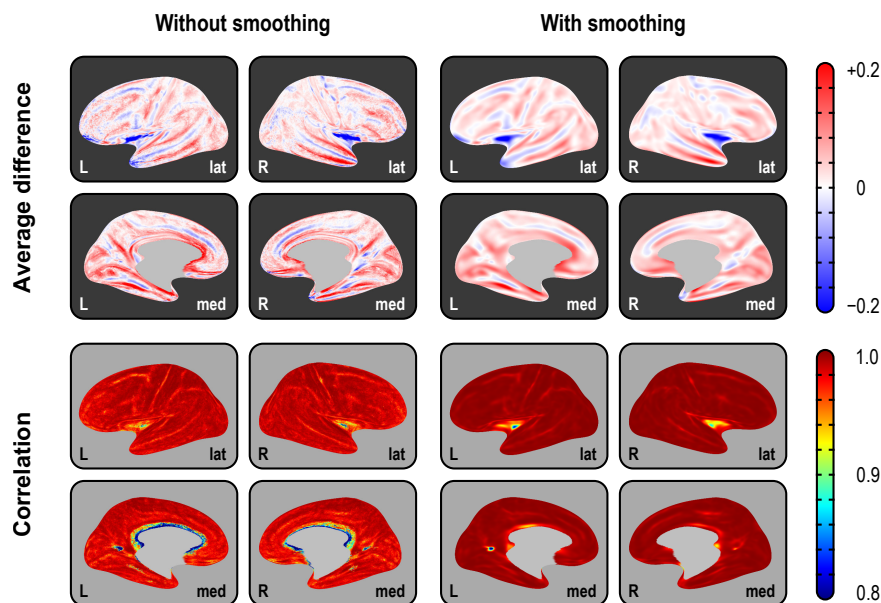 Without smoothing
With smoothing
Average difference
L lat
R lat
L lat
R lat
+0.2
0
−0.2
L med
R med
L med
R med
Correlation
L lat
R lat
L lat
R lat
1.0
0.9
0.8
L med
R med
L med
R med